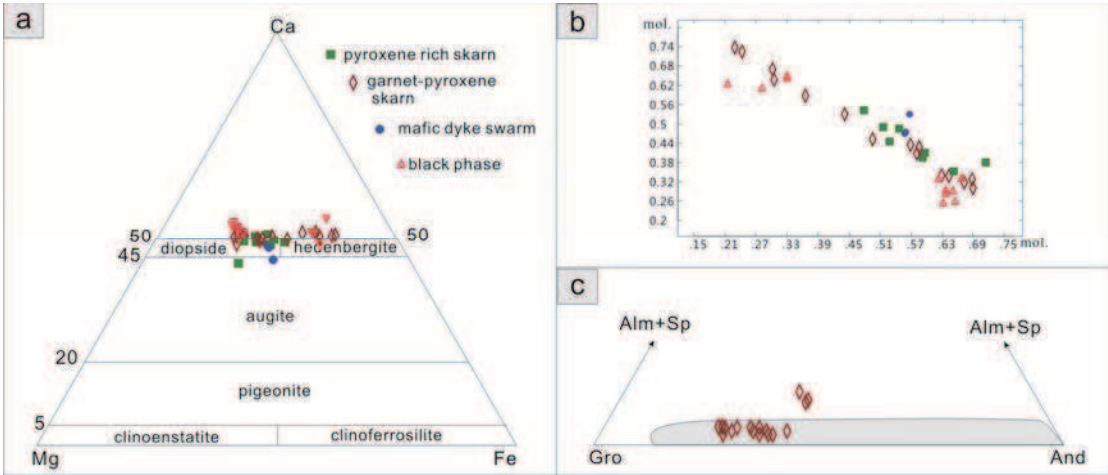 a
Ca
pyroxene rich skarn
garnet-pyroxene
skarn
mafic dyke swarm
black phase
50
50
diopside
hecenbergite
45
augite
20
pigeonite
5
clinoenstatite
clinoferrosilite
Mg
Fe
b
mol.
0.74
0.68
0.62
0.56
0.5
0.44
0.38
0.32
0.26
0.2
.15 .21 .27 .33 .39 .45 .51 .57 .63 .69 .75 mol.
c
Alm+Sp
Alm+Sp
Gro
And